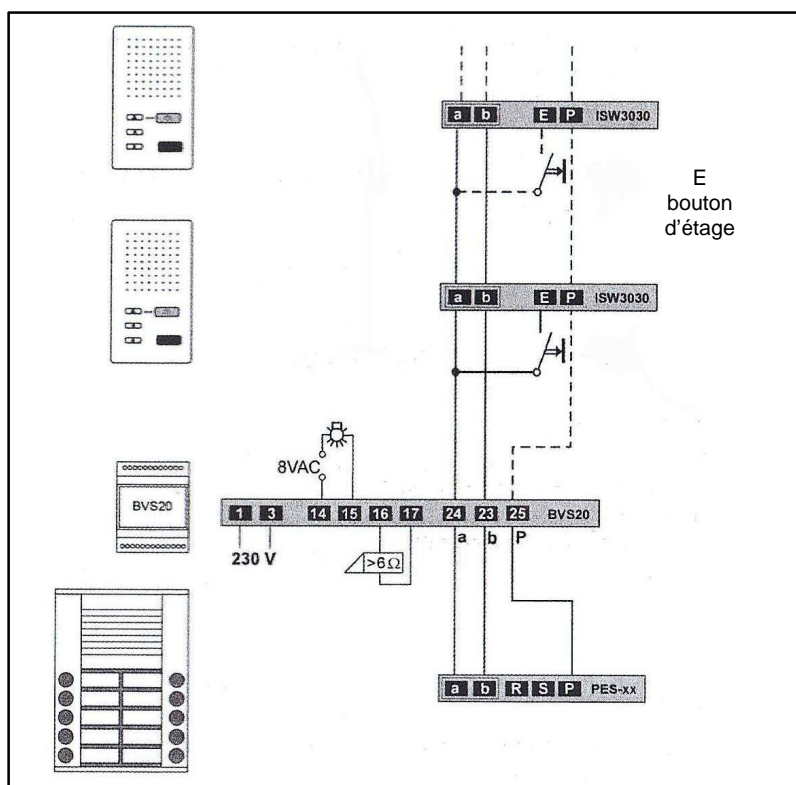 a b E P ISW3030
E
bouton
d'étage
a b E P ISW3030
8VAC
BVS20
1 3 14 15 16 17 24 23 25 BVS20
a b P
230 V
>6Ω
a b R S P PES-xx